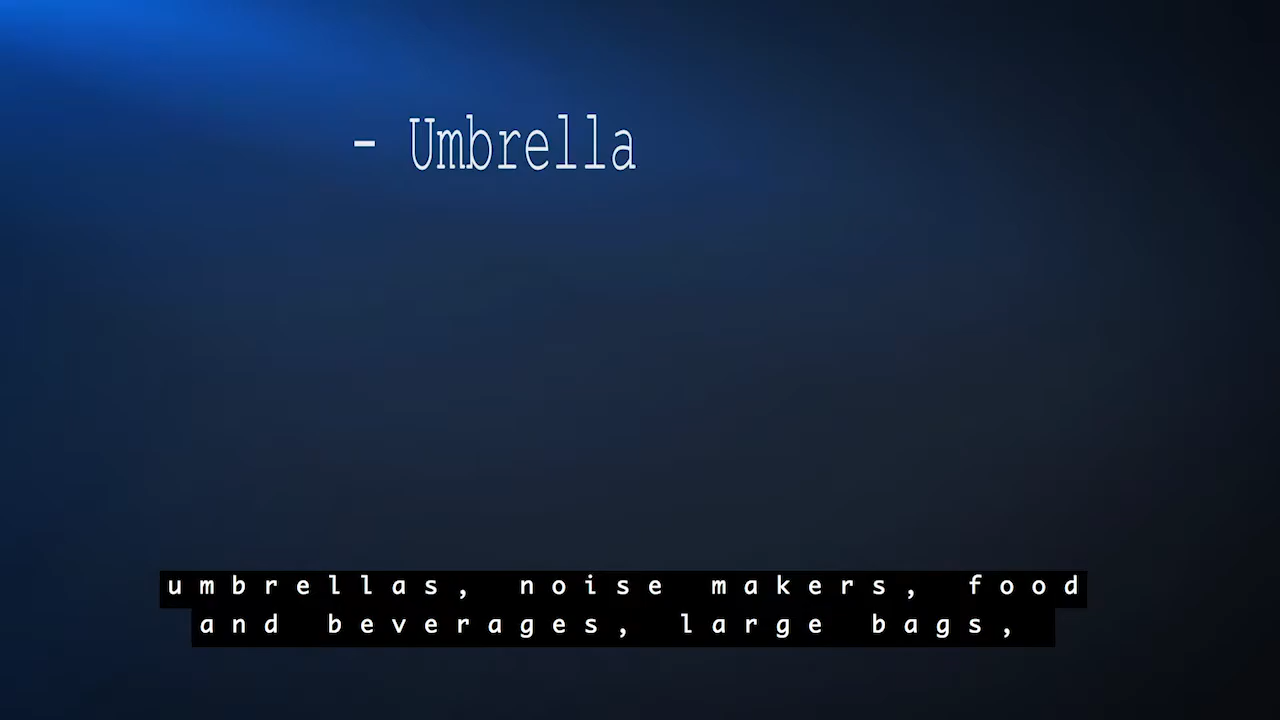 - Umbrella
umbrellas, noise makers, food
and beverages, large bags,